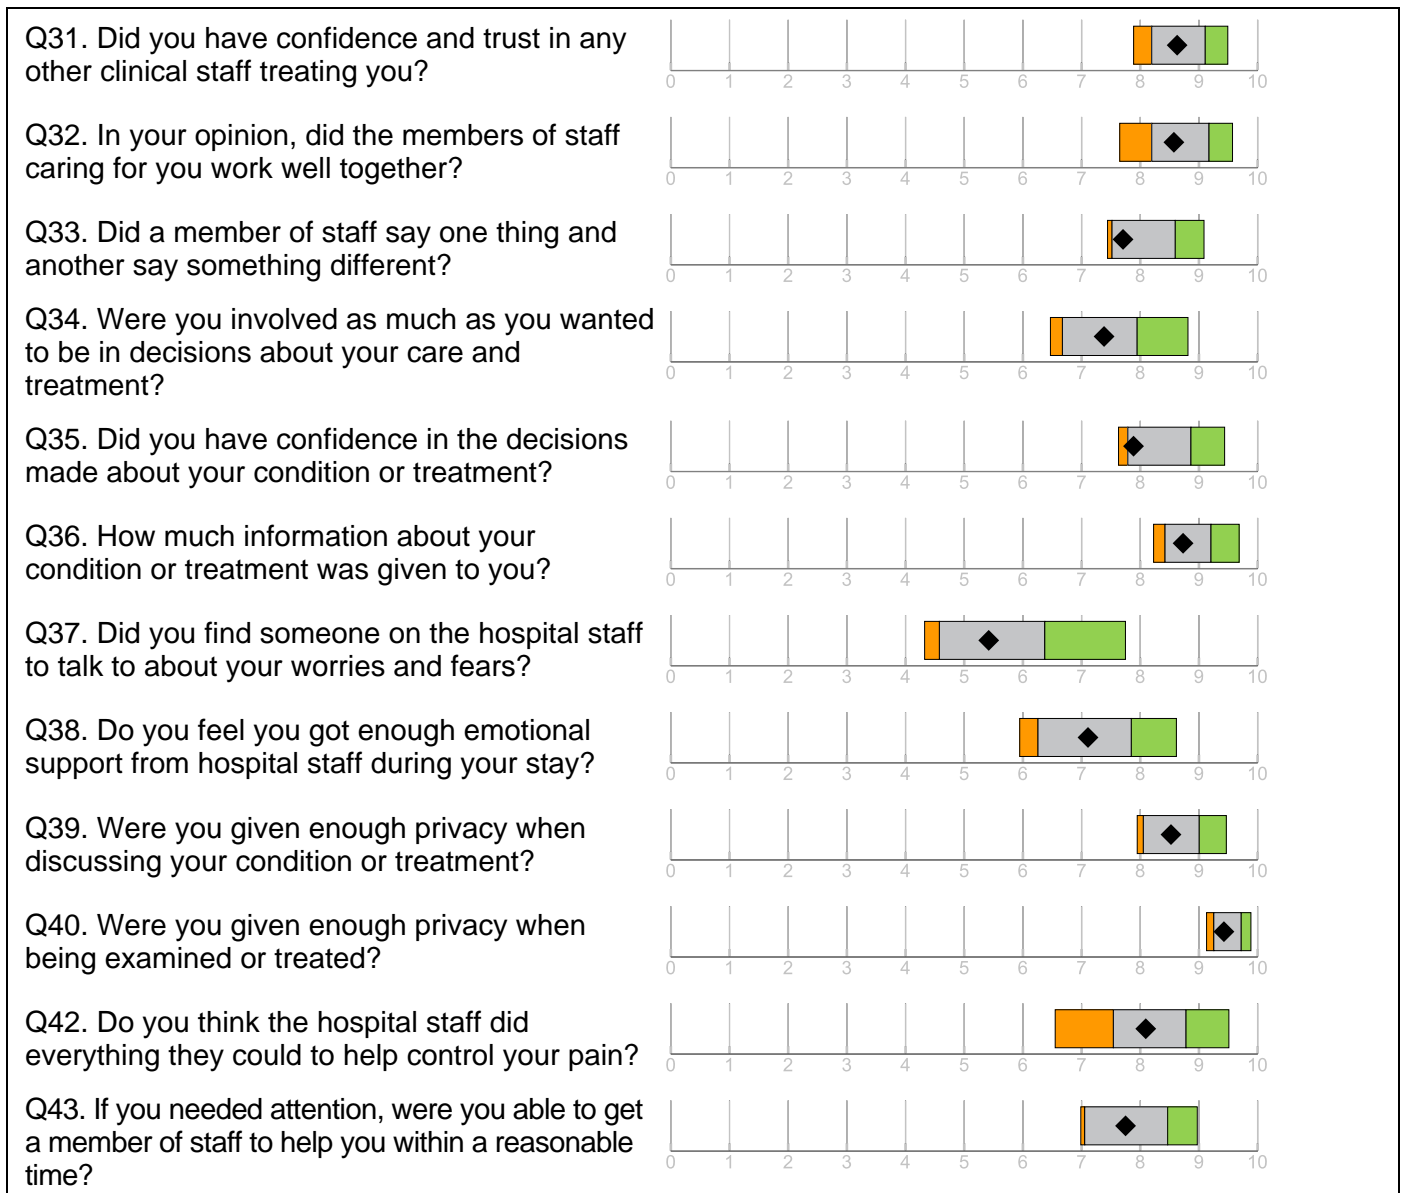 Q31. Did you have confidence and trust in any
other clinical staff treating you?
0 1 2 3 4 5 6 7 8 9 10
Q32. In your opinion, did the members of staff
caring for you work well together?
0 1 2 3 4 5 6 7 8 9 10
Q33. Did a member of staff say one thing and
another say something different?
0 1 2 3 4 5 6 7 8 9 10
Q34. Were you involved as much as you wanted
to be in decisions about your care and
treatment?
0 1 2 3 4 5 6 7 8 9 10
Q35. Did you have confidence in the decisions
made about your condition or treatment?
0 1 2 3 4 5 6 7 8 9 10
Q36. How much information about your
condition or treatment was given to you?
0 1 2 3 4 5 6 7 8 9 10
Q37. Did you find someone on the hospital staff
to talk to about your worries and fears?
0 1 2 3 4 5 6 7 8 9 10
Q38. Do you feel you got enough emotional
support from hospital staff during your stay?
0 1 2 3 4 5 6 7 8 9 10
Q39. Were you given enough privacy when
discussing your condition or treatment?
0 1 2 3 4 5 6 7 8 9 10
Q40. Were you given enough privacy when
being examined or treated?
0 1 2 3 4 5 6 7 8 9 10
Q42. Do you think the hospital staff did
everything they could to help control your pain?
0 1 2 3 4 5 6 7 8 9 10
Q43. If you needed attention, were you able to get
a member of staff to help you within a reasonable
time?
0 1 2 3 4 5 6 7 8 9 10